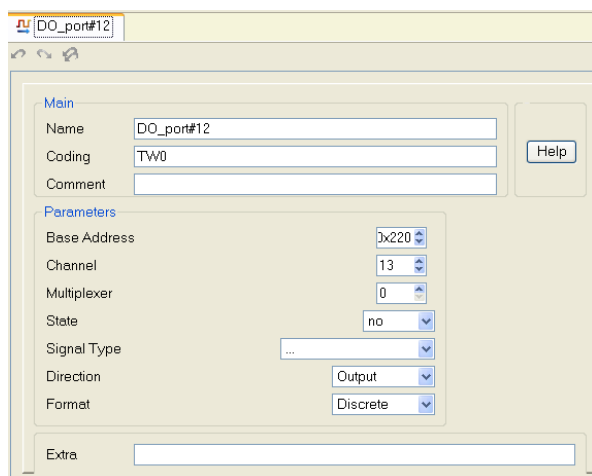 DO_port#12
Main
Name DO_port#12
Coding TW0
Help
Comment
Parameters
Base Address 0x220
Channel 13
Multiplexer 0
State no
Signal Type ...
Direction Output
Format Discrete
Extra